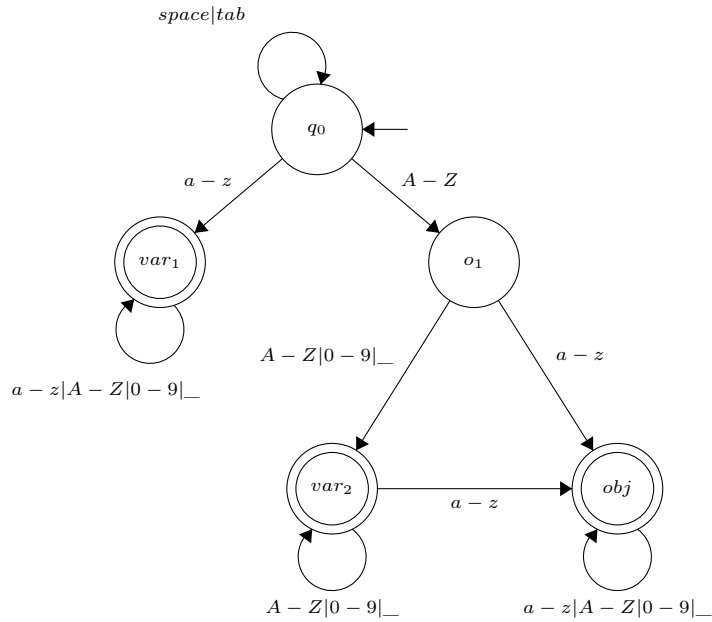 space|tab
q0
a − z
A − Z
var1
o1
A − Z|0 − 9|_
a − z
a − z|A − Z|0 − 9|_
var2
obj
a − z
A − Z|0 − 9|_
a − z|A − Z|0 − 9|_